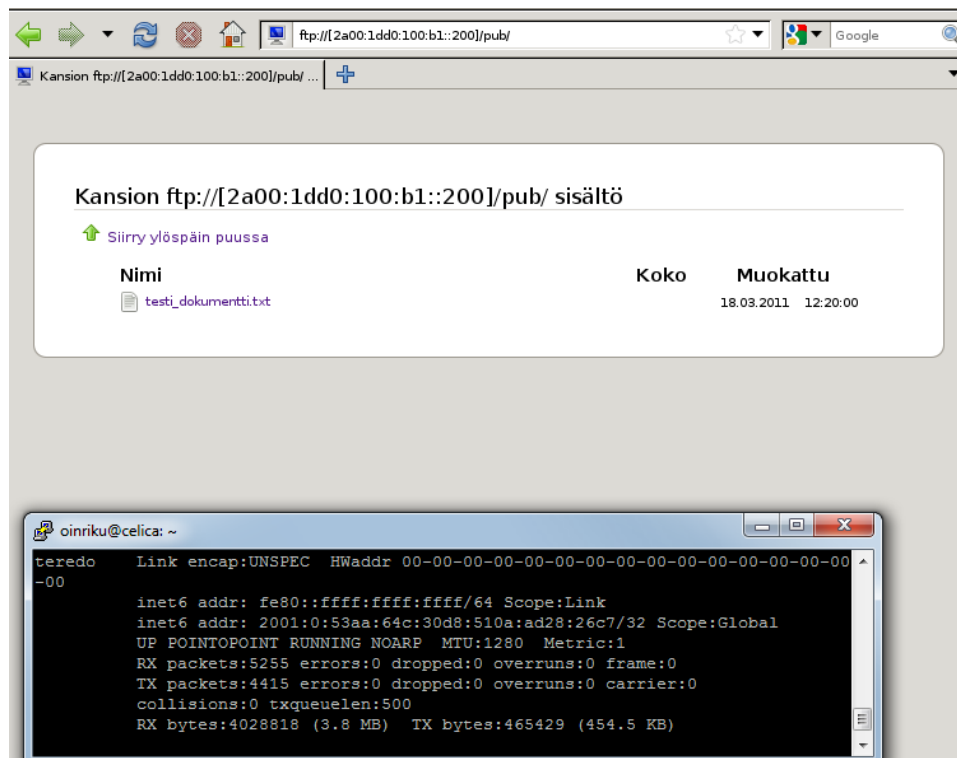 ftp://[2a00:1dd0:100:b1::200]/pub/
Google
Kansion ftp://[2a00:1dd0:100:b1::200]/pub/ ...
Kansion ftp://[2a00:1dd0:100:b1::200]/pub/ sisältö
Siirry ylöspäin puussa
Nimi Koko Muokattu
testi_dokumentti.txt 18.03.2011 12:20:00
oinriku@celica: ~
teredo Link encap:UNSPEC HWaddr 00-00-00-00-00-00-00-00-00-00-00-00-00-00-00
-00
inet6 addr: fe80::ffff:ffff:ffff/64 Scope:Link
inet6 addr: 2001:0:53aa:64c:30d8:510a:ad28:26c7/32 Scope:Global
UP POINTOPOINT RUNNING NOARP MTU:1280 Metric:1
RX packets:5255 errors:0 dropped:0 overruns:0 frame:0
TX packets:4415 errors:0 dropped:0 overruns:0 carrier:0
collisions:0 txqueuelen:500
RX bytes:4028818 (3.8 MB) TX bytes:465429 (454.5 KB)